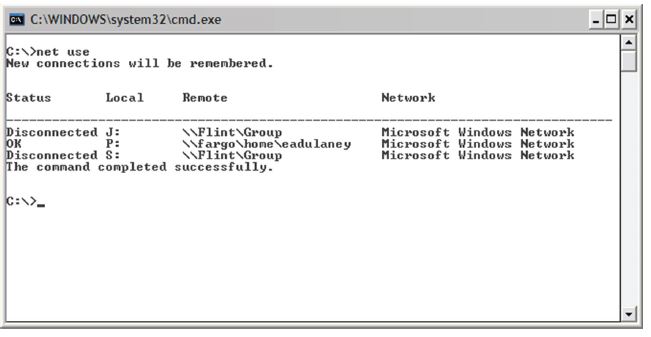 C:\WINDOWS\system32\cmd.exe
C:\>net use
New connections will be remembered.
Status Local Remote Network
Disconnected J: \\Flint\Group Microsoft Windows Network
OK P: \\fargo\home\eadulaney Microsoft Windows Network
Disconnected S: \\Flint\Group Microsoft Windows Network
The command completed successfully.
C:\>_